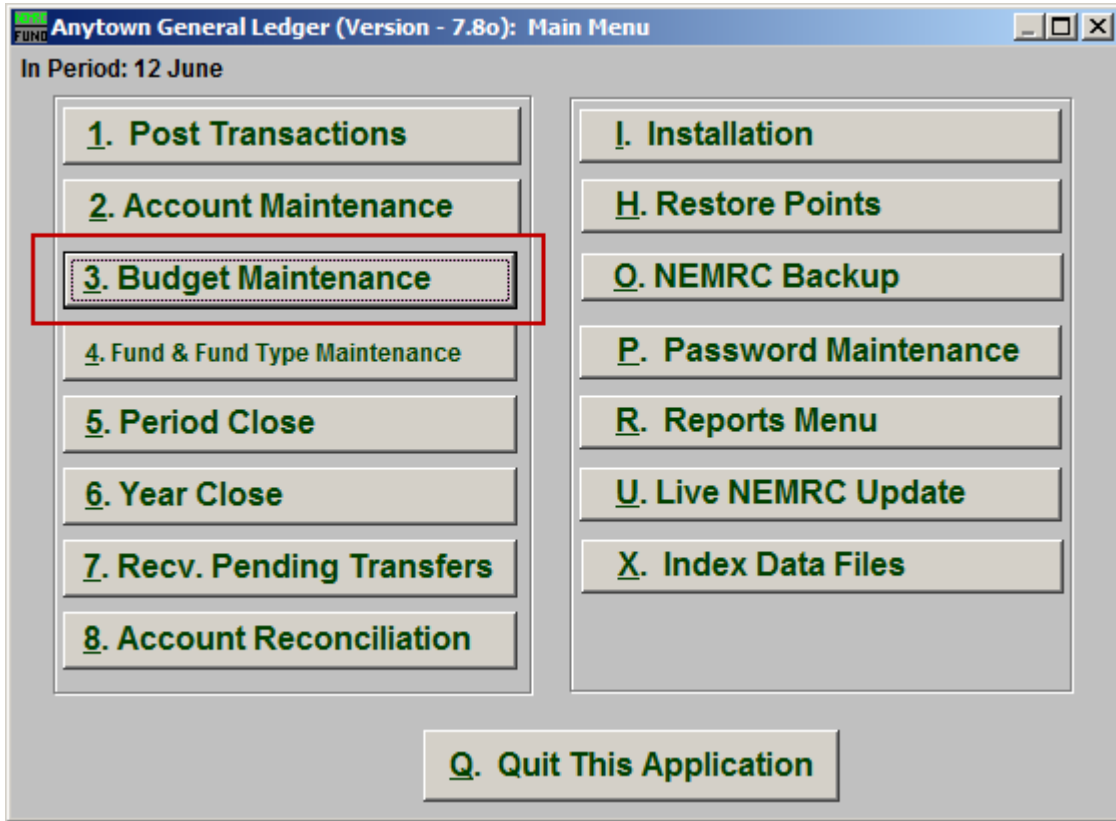 NEMRC
FUND
Anytown General Ledger (Version - 7.8o): Main Menu
In Period: 12 June
1. Post Transactions
2. Account Maintenance
3. Budget Maintenance
4. Fund & Fund Type Maintenance
5. Period Close
6. Year Close
7. Recv. Pending Transfers
8. Account Reconciliation
I. Installation
H. Restore Points
O. NEMRC Backup
P. Password Maintenance
R. Reports Menu
U. Live NEMRC Update
X. Index Data Files
Q. Quit This Application